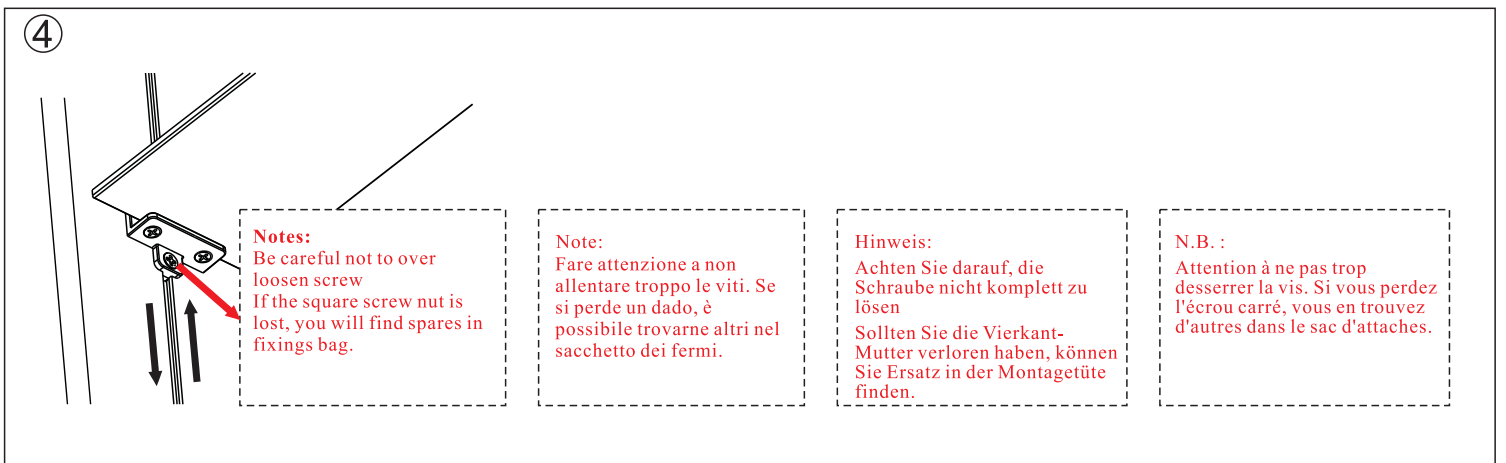 ④
Notes:
Be careful not to over
loosen screw
If the square screw nut is
lost, you will find spares in
fixings bag.
Note:
Fare attenzione a non
allentare troppo le viti. Se
si perde un dado, è
possibile trovarne altri nel
sacchetto dei fermi.
Hinweis:
Achten Sie darauf, die
Schraube nicht komplett zu
lösen
Sollten Sie die Vierkant-
Mutter verloren haben, können
Sie Ersatz in der Montagetüte
finden.
N.B. :
Attention à ne pas trop
desserrer la vis. Si vous perdez
l'écrou carré, vous en trouvez
d'autres dans le sac d'attaches.